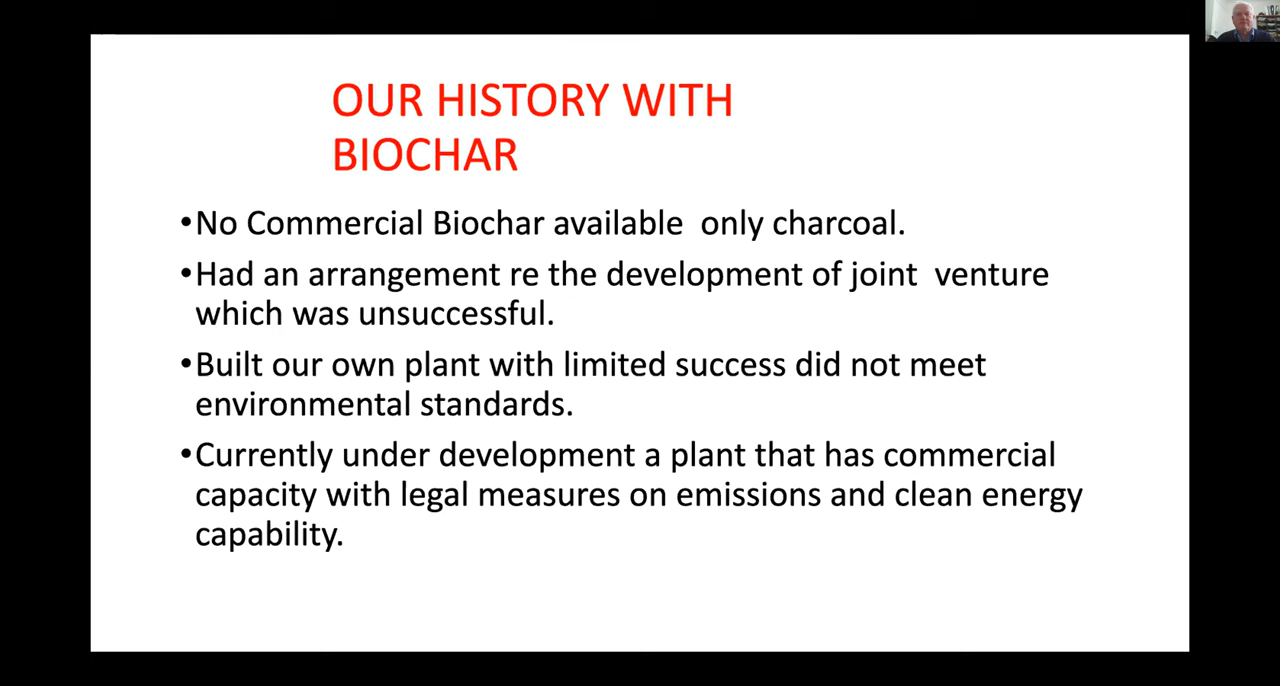 OUR HISTORY WITH
BIOCHAR
•No Commercial Biochar available  only charcoal.
•Had an arrangement re the development of joint  venture
which was unsuccessful.
•Built our own plant with limited success did not meet
environmental standards.
•Currently under development a plant that has commercial
capacity with legal measures on emissions and clean energy
capability.